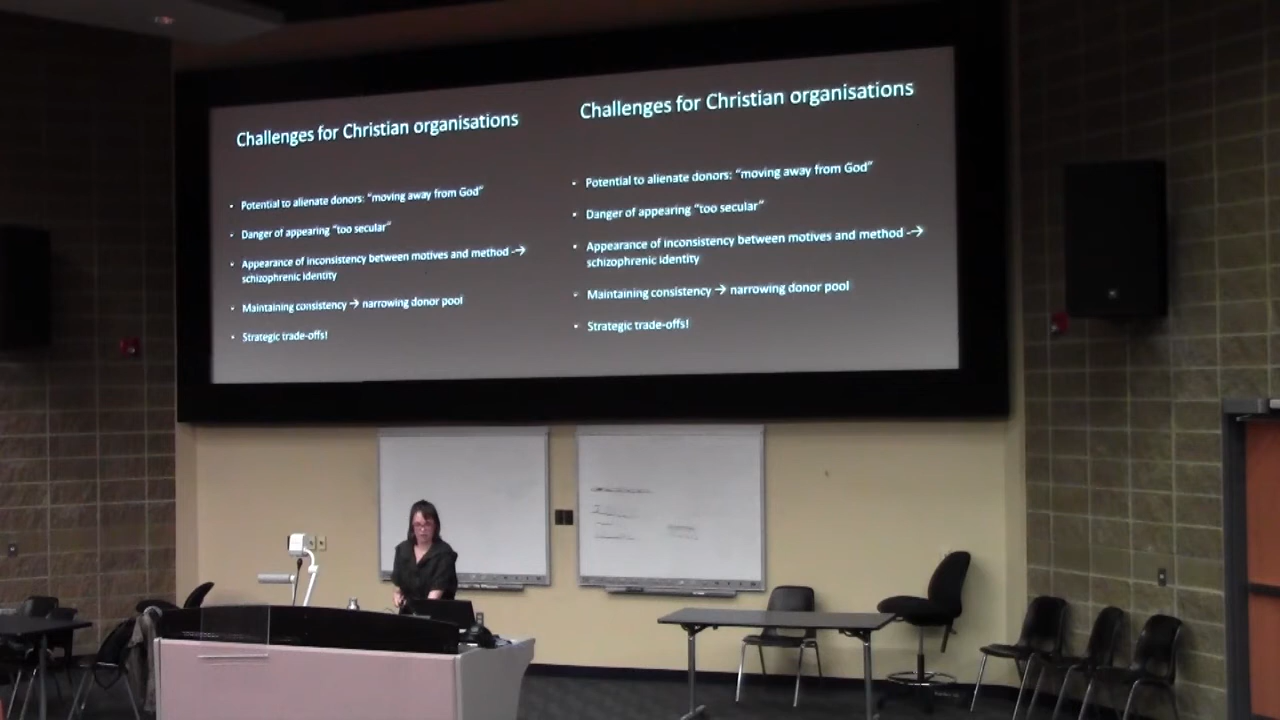 Challenges for Christian organisations
• Potential to alienate donors: “moving away from God”
• Danger of appearing “too secular”
• Appearance of inconsistency between motives and method -→
schizophrenic identity
• Maintaining consistency → narrowing donor pool
• Strategic trade-offs!
Challenges for Christian organisations
• Potential to alienate donors: “moving away from God”
• Danger of appearing “too secular”
• Appearance of inconsistency between motives and method -→
schizophrenic identity
• Maintaining consistency → narrowing donor pool
• Strategic trade-offs!